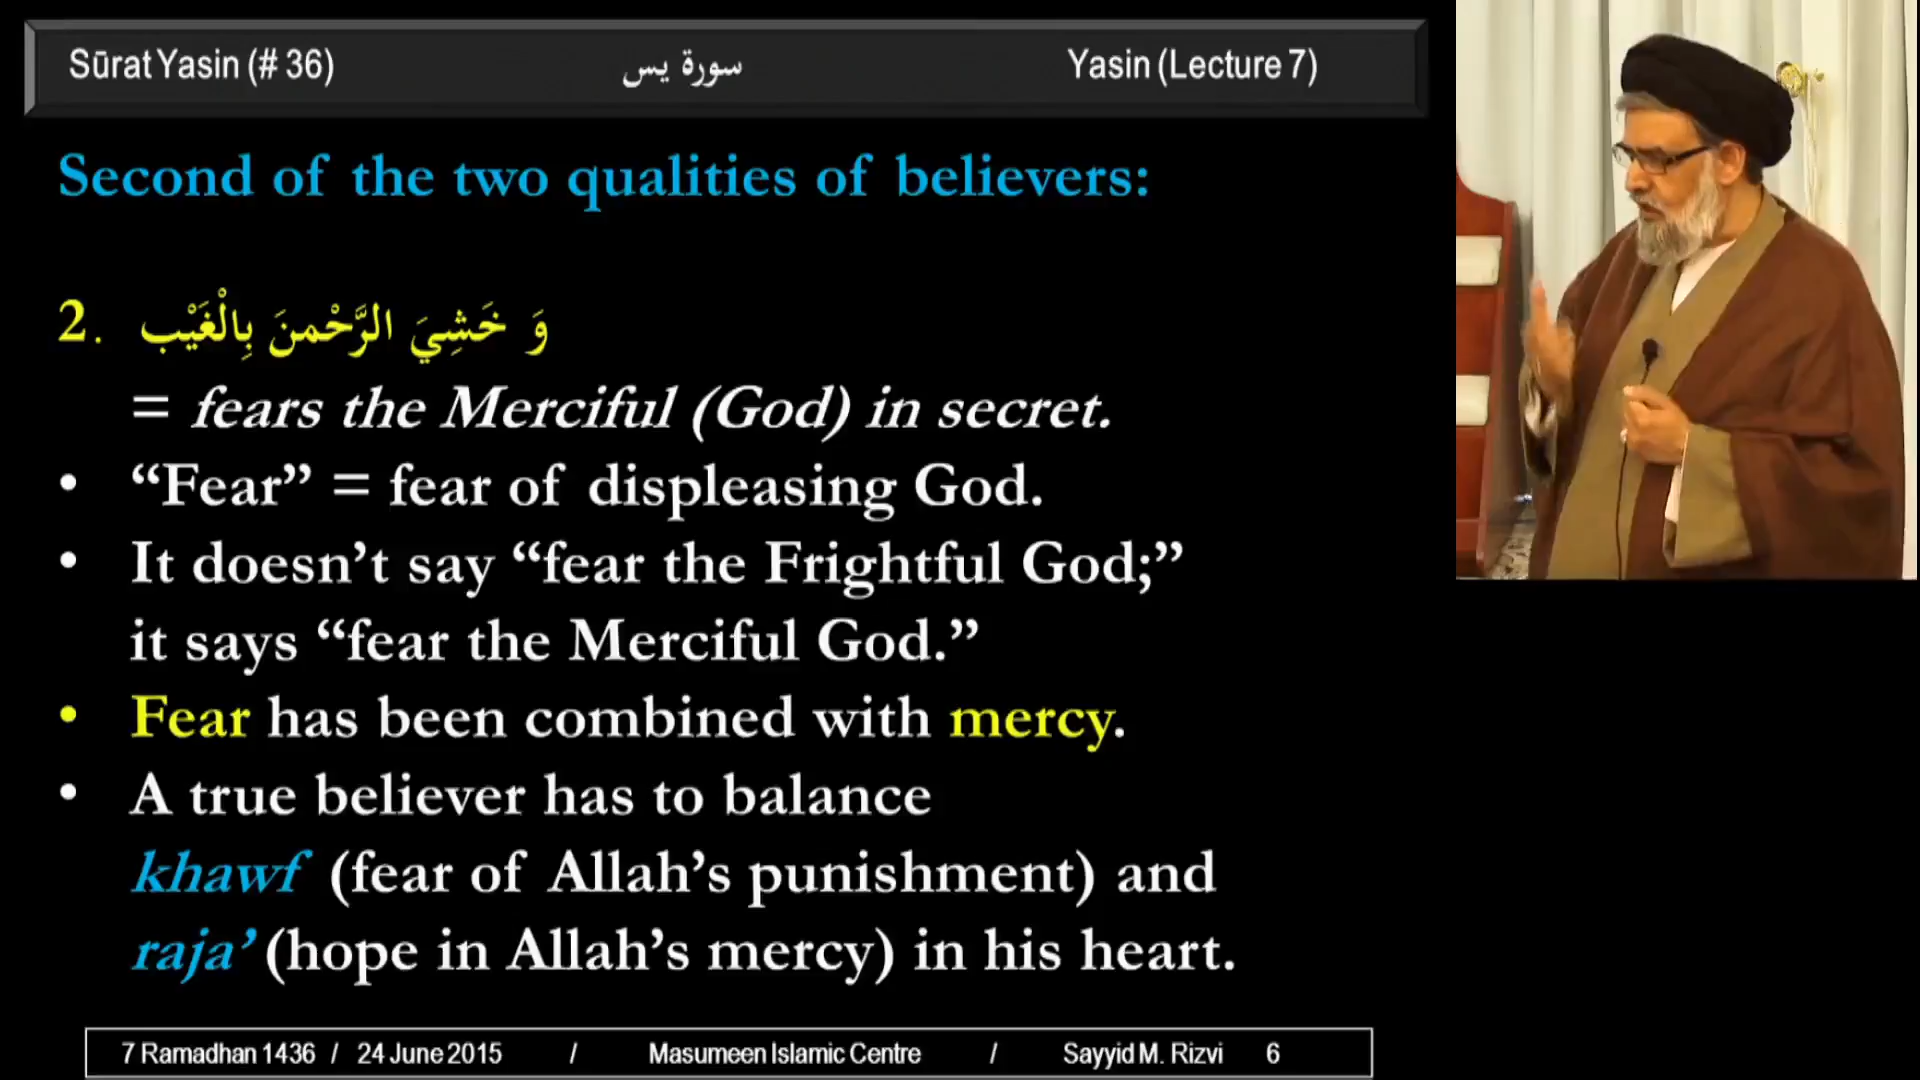 Sūrat Yasin (# 36) سورة يس Yasin (Lecture 7)
Second of the two qualities of believers:
2. وَ خَشِيَ الرَّحْمنَ بِالْغَيْب
= fears the Merciful (God) in secret.
• “Fear” = fear of displeasing God.
• It doesn’t say “fear the Frightful God;”
it says “fear the Merciful God.”
• Fear has been combined with mercy.
• A true believer has to balance
khawf (fear of Allah’s punishment) and
raja’ (hope in Allah’s mercy) in his heart.
7 Ramadhan 1436 / 24 June 2015 / Masumeen Islamic Centre / Sayyid M. Rizvi 6